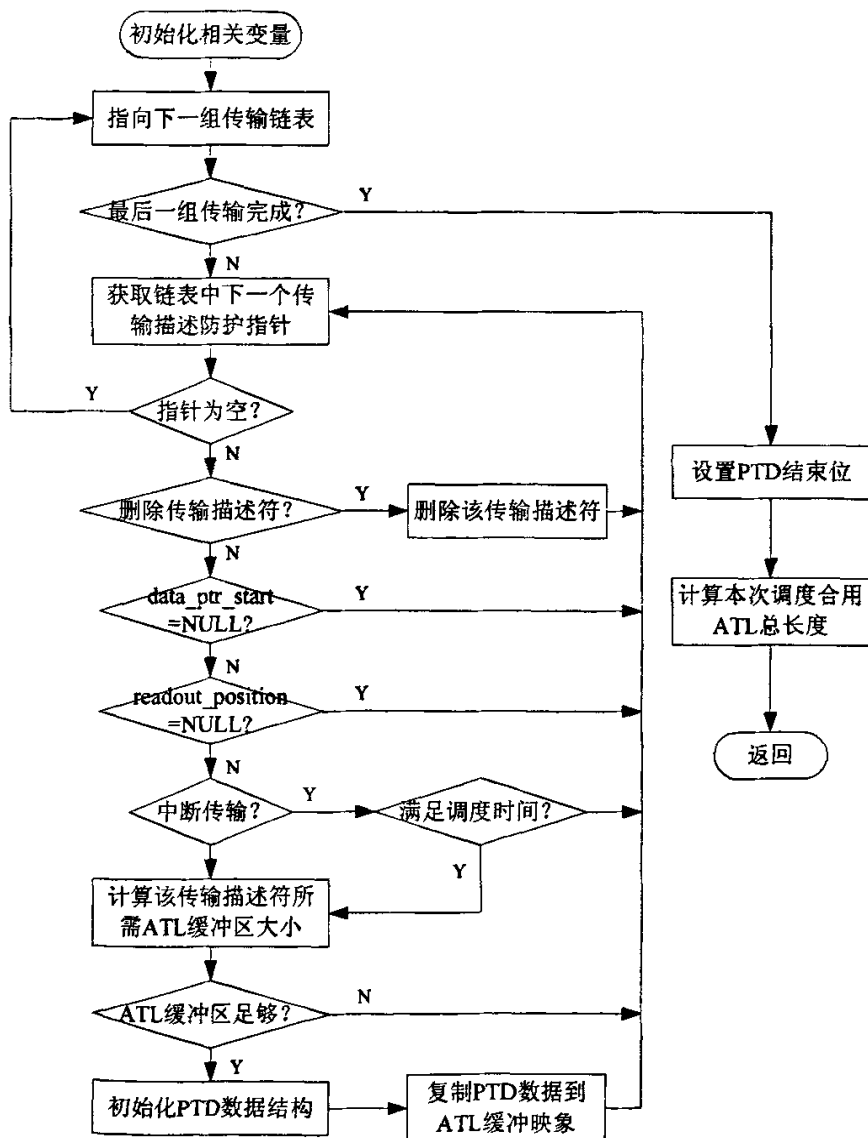 初始化相关变量
指向下一组传输链表
最后一组传输完成?
Y
N
获取链表中下一个传
输描述防护指针
Y
指针为空?
N
设置PTD结束位
删除传输描述符?
Y
删除该传输描述符
N
data_ptr_start
=NULL?
Y
计算本次调度合用
ATL总长度
N
readout_position
=NULL?
Y
返回
N
中断传输?
Y
满足调度时间?
Y
计算该传输描述符所
需ATL缓冲区大小
ATL缓冲区足够?
N
Y
初始化PTD数据结构
复制PTD数据到
ATL缓冲映象